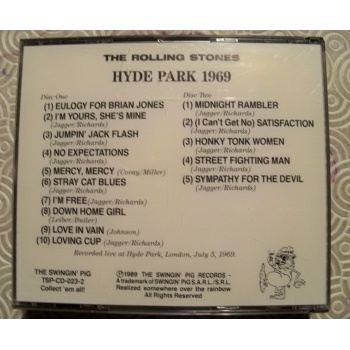 THE ROLLING STONES
HYDE PARK 1969
Disc One
(1) EULOGY FOR BRIAN JONES
(2) I'M YOURS, SHE'S MINE
(Jagger/Richards)
(3) JUMPIN' JACK FLASH
(Jagger/Richards)
(4) NO EXPECTATIONS
(Jagger/Richards)
(5) MERCY, MERCY (Covay/Miller)
(6) STRAY CAT BLUES
(Jagger/Richards)
(7) I'M FREE (Jagger/Richards)
(8) DOWN HOME GIRL
(Leiber/Butler)
(9) LOVE IN VAIN (Johnson)
(10) LOVING CUP (Jagger/Richards)
Disc Two
(1) MIDNIGHT RAMBLER
(Jagger/Richards)
(2) (I Can't Get No) SATISFACTION
(Jagger/Richards)
(3) HONKY TONK WOMEN
(Jagger/Richards)
(4) STREET FIGHTING MAN
(Jagger/Richards)
(5) SYMPATHY FOR THE DEVIL
(Jagger/Richards)
Recorded live at Hyde Park, London, July 5, 1969.
THE SWINGIN' PIG
TSP-CD-023-2
Collect 'em all!
©1989 THE SWINGIN' PIG RECORDS -
A trademark of SWINGIN' PIG S.A.R.L./S.R.L.
Realized somewhere over the rainbow
All Rights Reserved